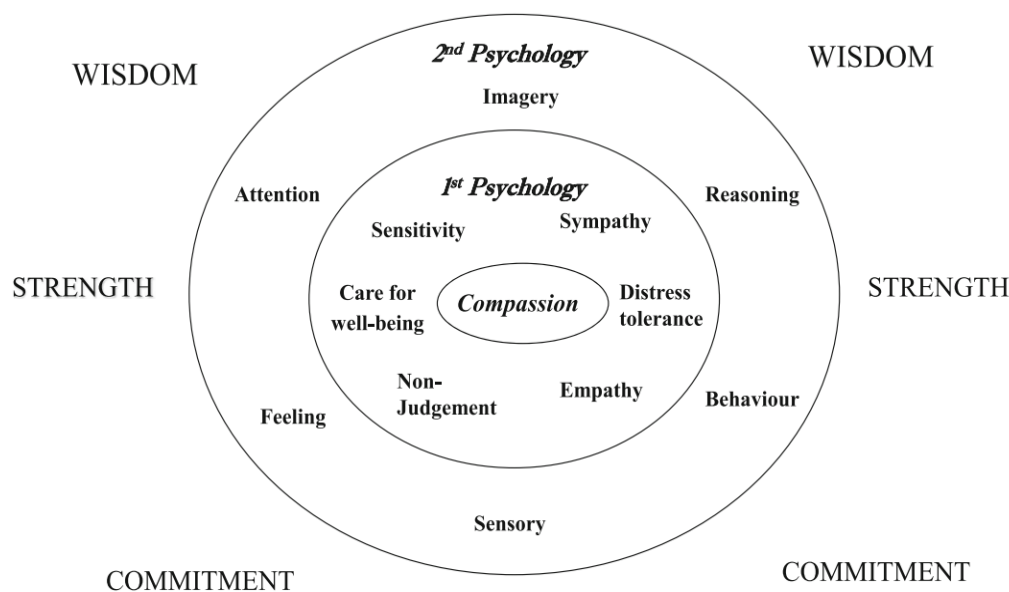 2nd Psychology
WISDOM
WISDOM
Imagery
Attention
1st Psychology
Reasoning
Sensitivity
Sympathy
STRENGTH
Care for
well-being
Compassion
Distress
tolerance
STRENGTH
Non-
Judgement
Empathy
Behaviour
Feeling
Sensory
COMMITMENT
COMMITMENT